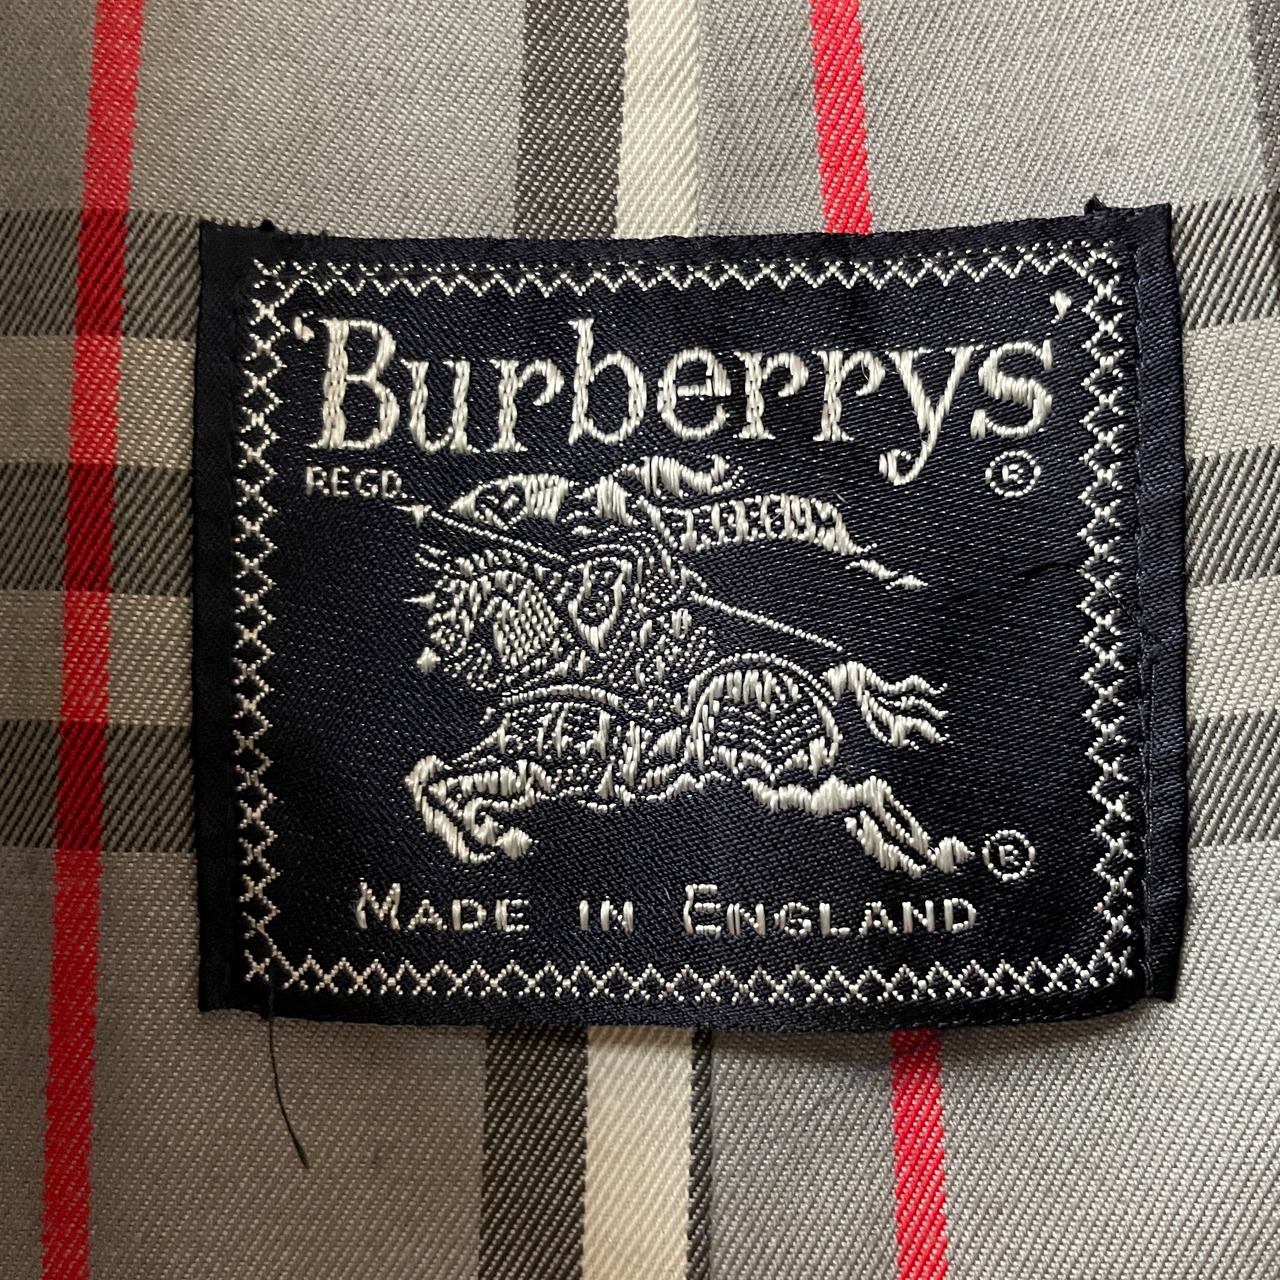 ‘Burberrys’
REGD. ®
®
MADE IN ENGLAND